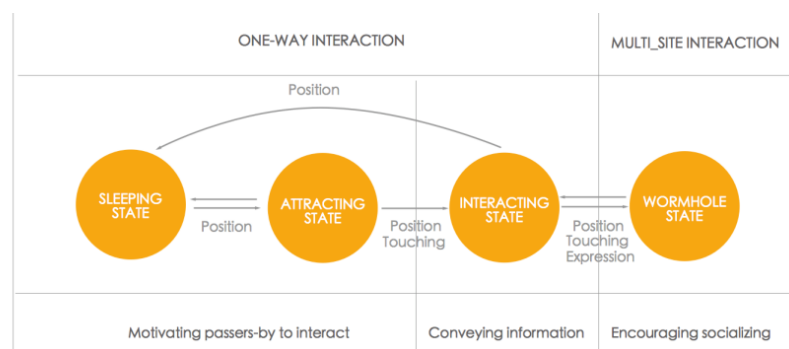 ONE-WAY INTERACTION
MULTI_SITE INTERACTION
Position
SLEEPING
STATE
Position
ATTRACTING
STATE
Position
Touching
INTERACTING
STATE
Position
Touching
Expression
WORMHOLE
STATE
Motivating passers-by to interact
Conveying information
Encouraging socializing